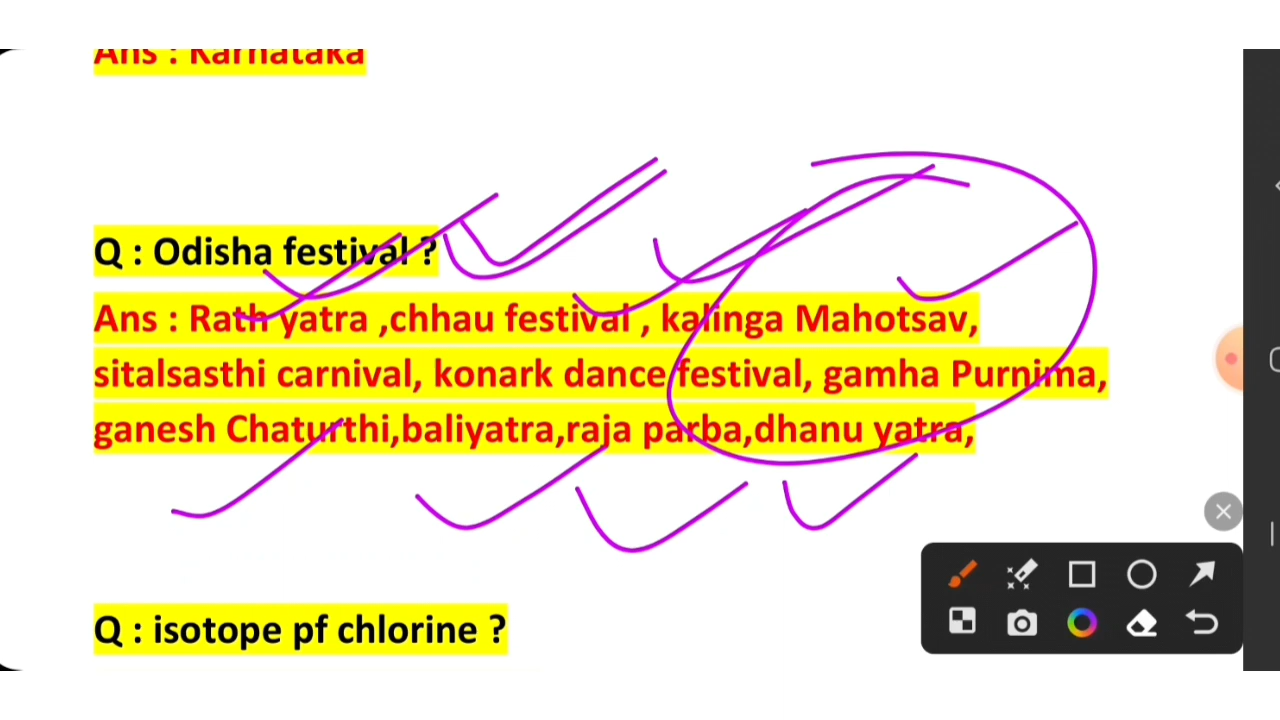 Ans : Karnataka
Q : Odisha festival ?
Ans : Rath yatra ,chhau festival , kalinga Mahotsav,
sitalsasthi carnival, konark dance festival, gamha Purnima,
ganesh Chaturthi,baliyatra,raja parba,dhanu yatra,
Q : isotope pf chlorine ?